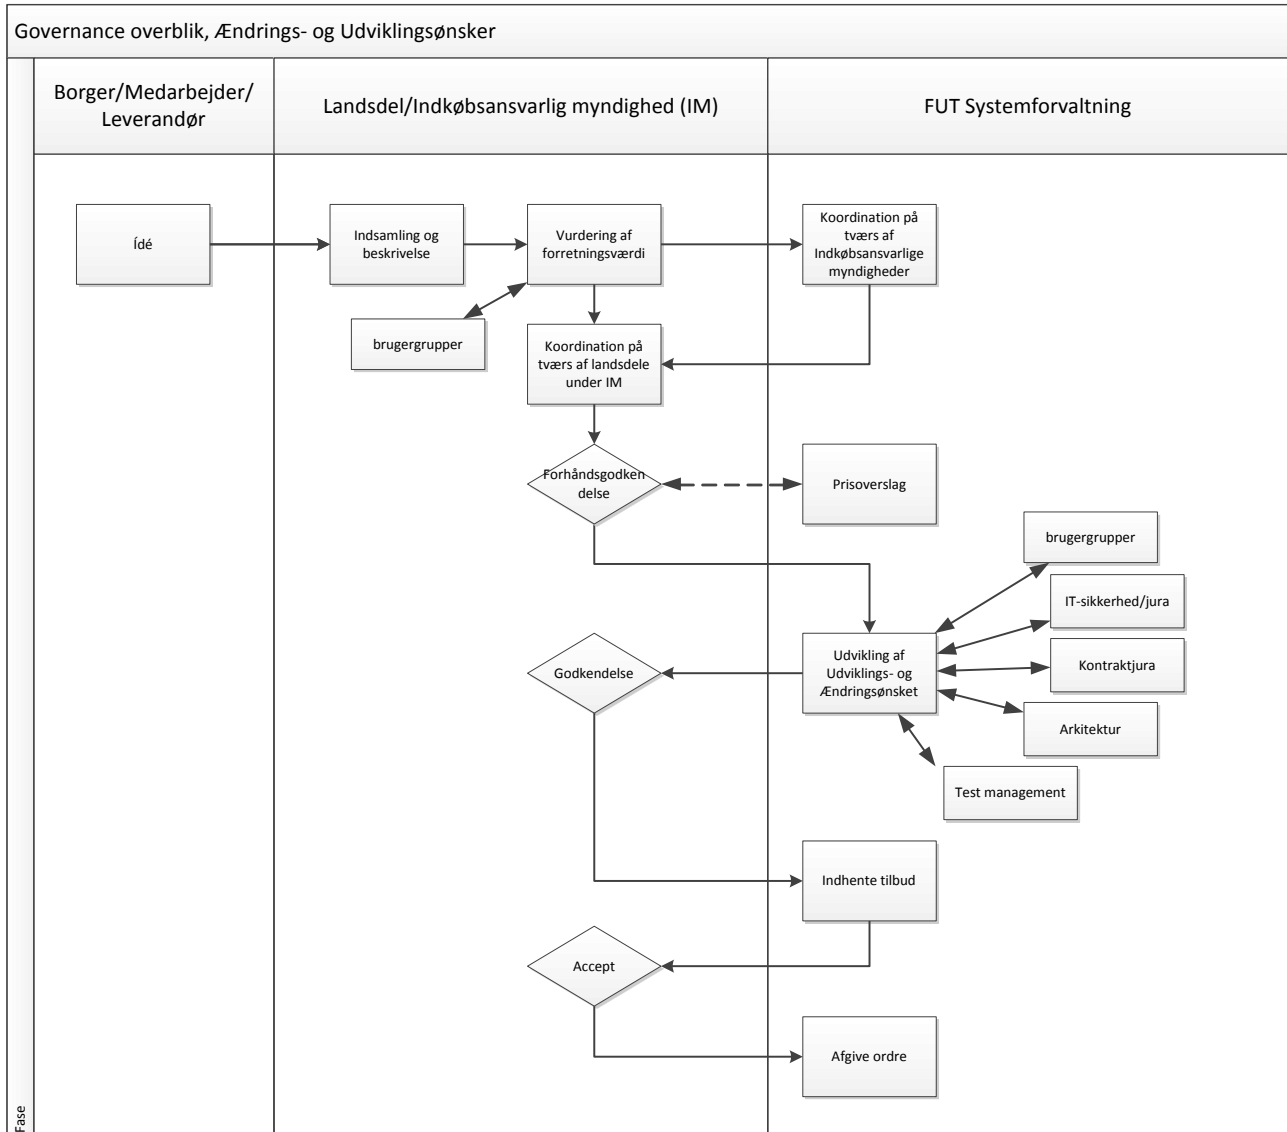 Governance overblik, Ændrings- og Udviklingsønsker
Borger/Medarbejder/
Leverandør
Landsdel/Indkøbsansvarlig myndighed (IM)
FUT Systemforvaltning
Ídé
Indsamling og
beskrivelse
Vurdering af
forretningsværdi
Koordination på
tværs af
Indkøbsansvarlige
myndigheder
brugergrupper
Koordination på
tværs af landsdele
under IM
Forhåndsgodken
delse
Prisoverslag
brugergrupper
IT-sikkerhed/jura
Kontraktjura
Arkitektur
Test management
Udvikling af
Udviklings- og
Ændringsønsket
Godkendelse
Indhente tilbud
Accept
Afgive ordre
Fase